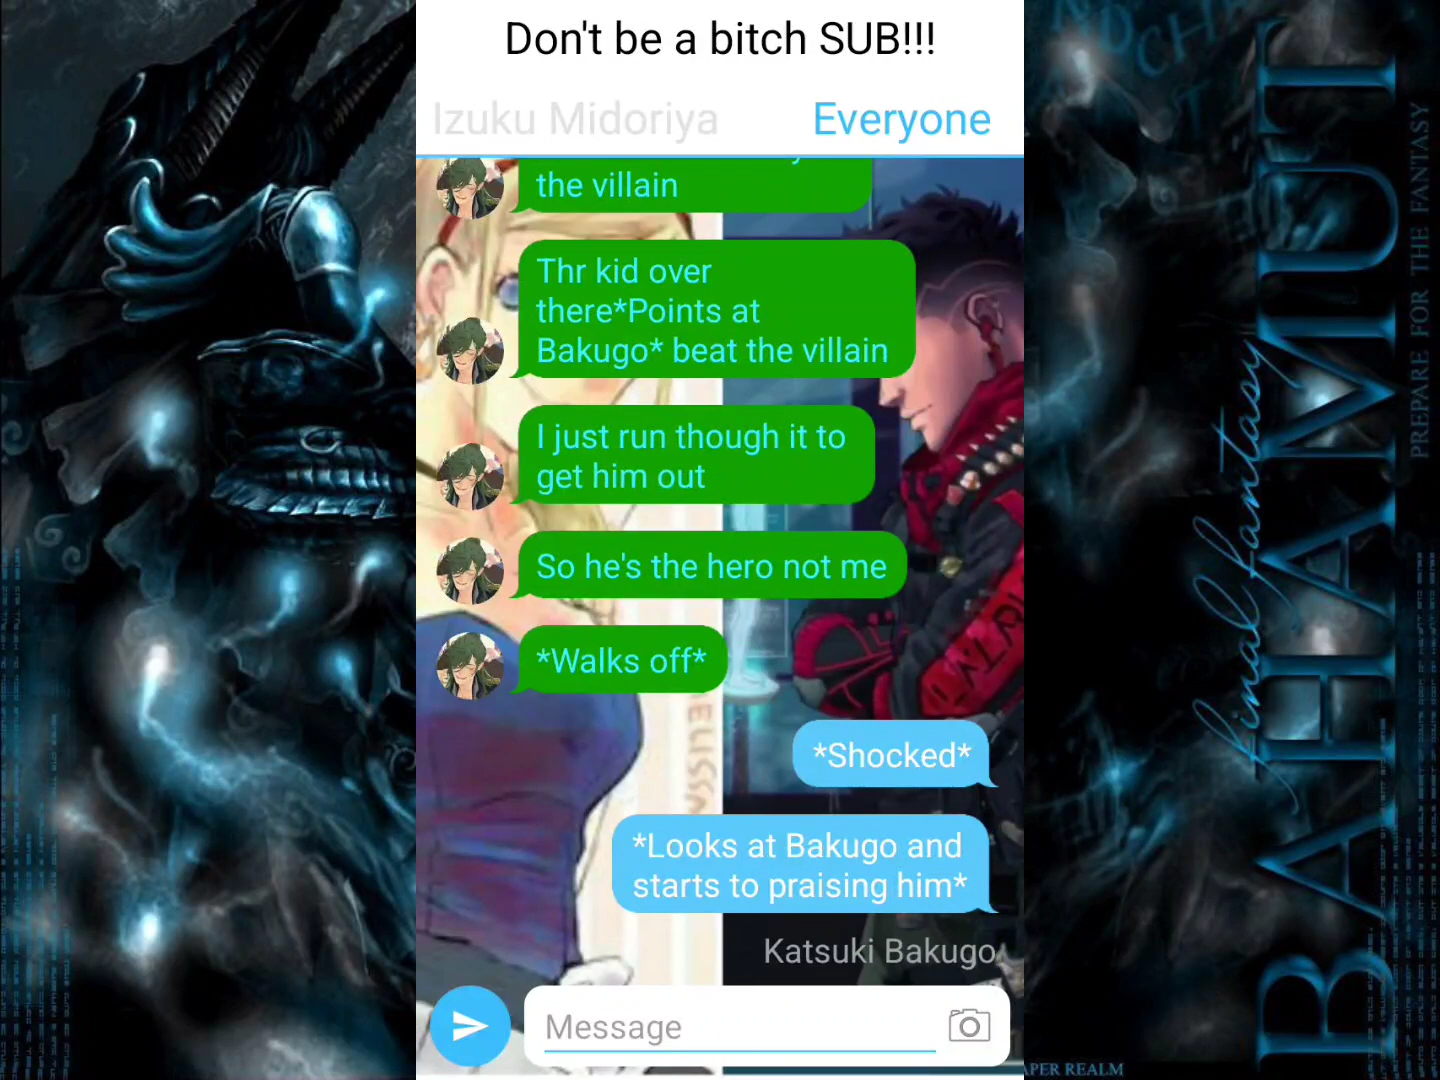 Don't be a bitch SUB!!!
Izuku Midoriya
Everyone
the villain
Thr kid over
there*Points at
Bakugo* beat the villain
I just run though it to
get him out
So he's the hero not me
*Walks off*
*Shocked*
*Looks at Bakugo and
starts to praising him*
Katsuki Bakugo
Message
final fantasy
BAHAMUT
PREPARE FOR THE FANTASY
APER REALM